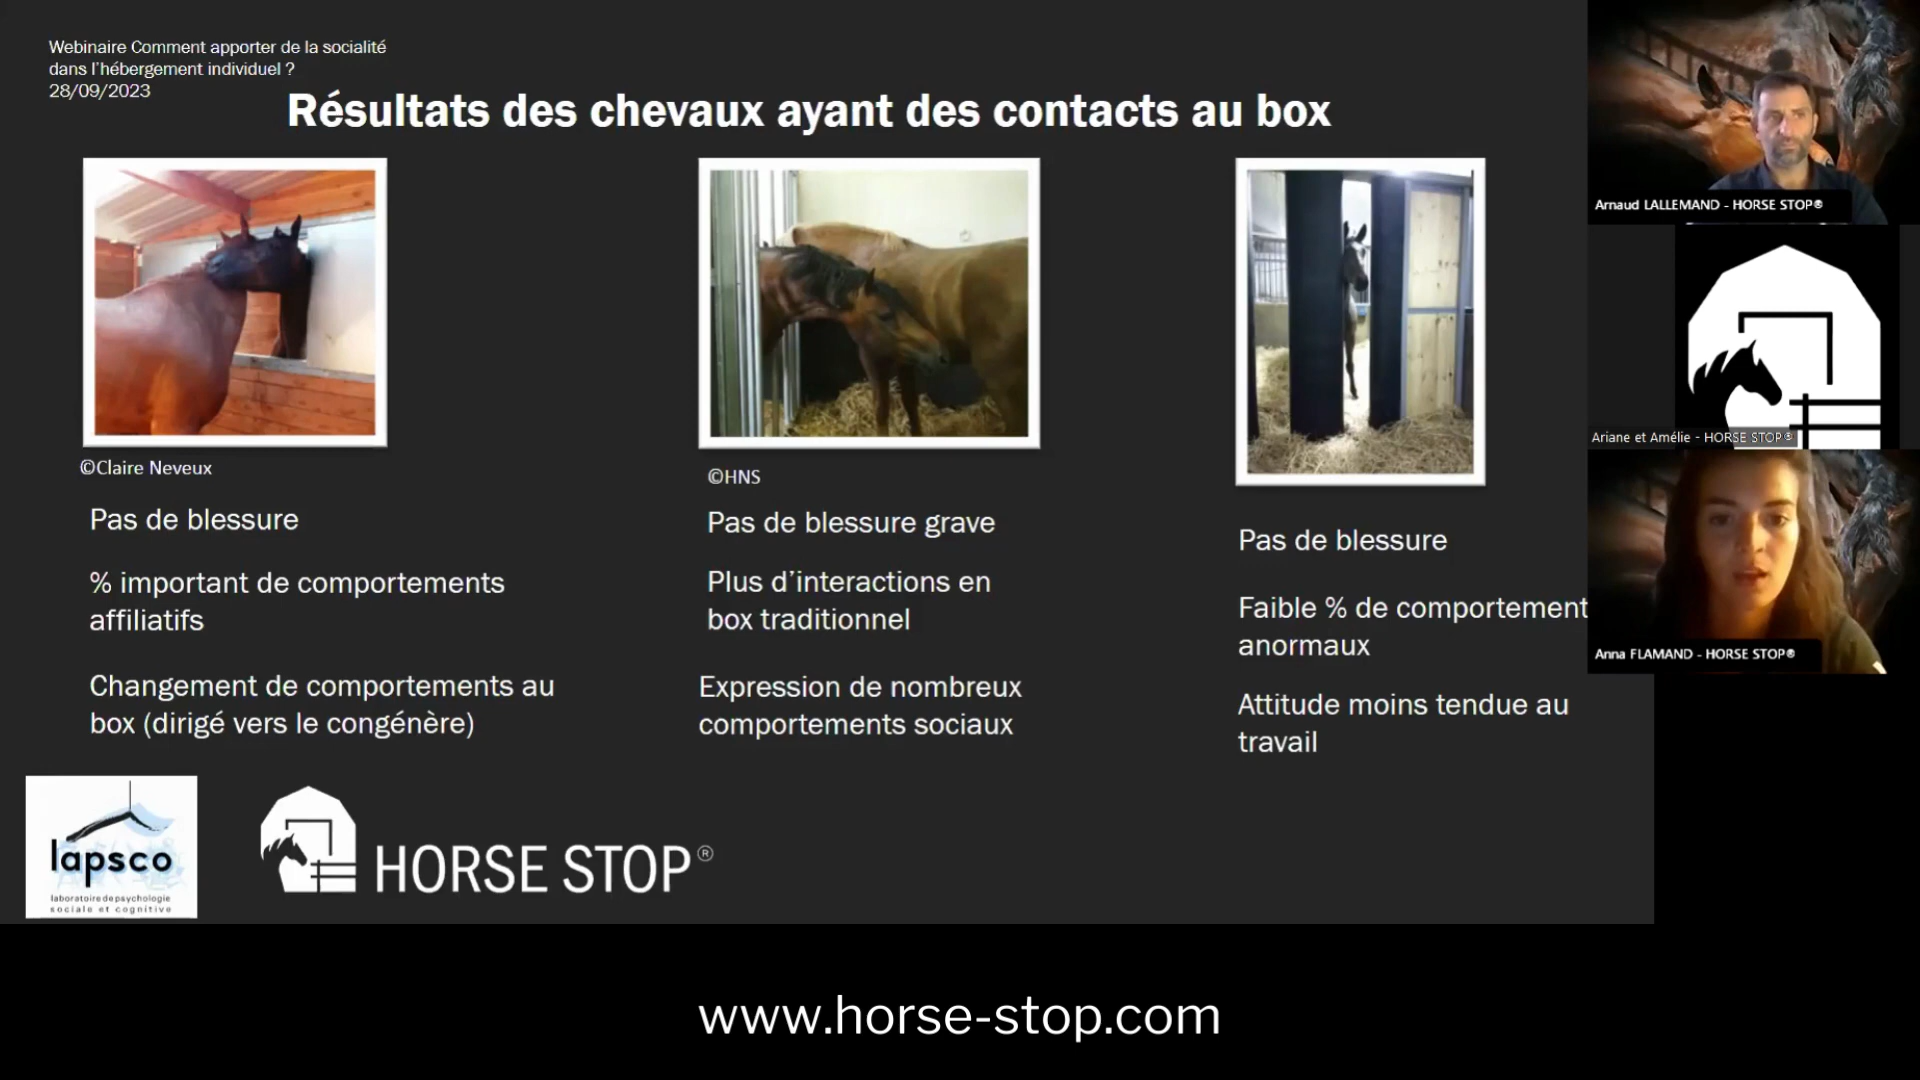 Webinaire Comment apporter de la socialité
dans l'hébergement individuel ?
28/09/2023
Résultats des chevaux ayant des contacts au box
©Claire Neveux
Pas de blessure
% important de comportements
affiliatifs
Changement de comportements au
box (dirigé vers le congénère)
©HNS
Pas de blessure grave
Plus d'interactions en
box traditionnel
Expression de nombreux
comportements sociaux
Pas de blessure
Faible % de comportement
anormaux
Attitude moins tendue au
travail
lapsco
laboratoire de psychologie
sociale et cognitive
HORSE STOP®
Arnaud LALLEMAND - HORSE STOP®
Ariane et Amélie - HORSE STOP®
Anna FLAMAND - HORSE STOP®
www.horse-stop.com